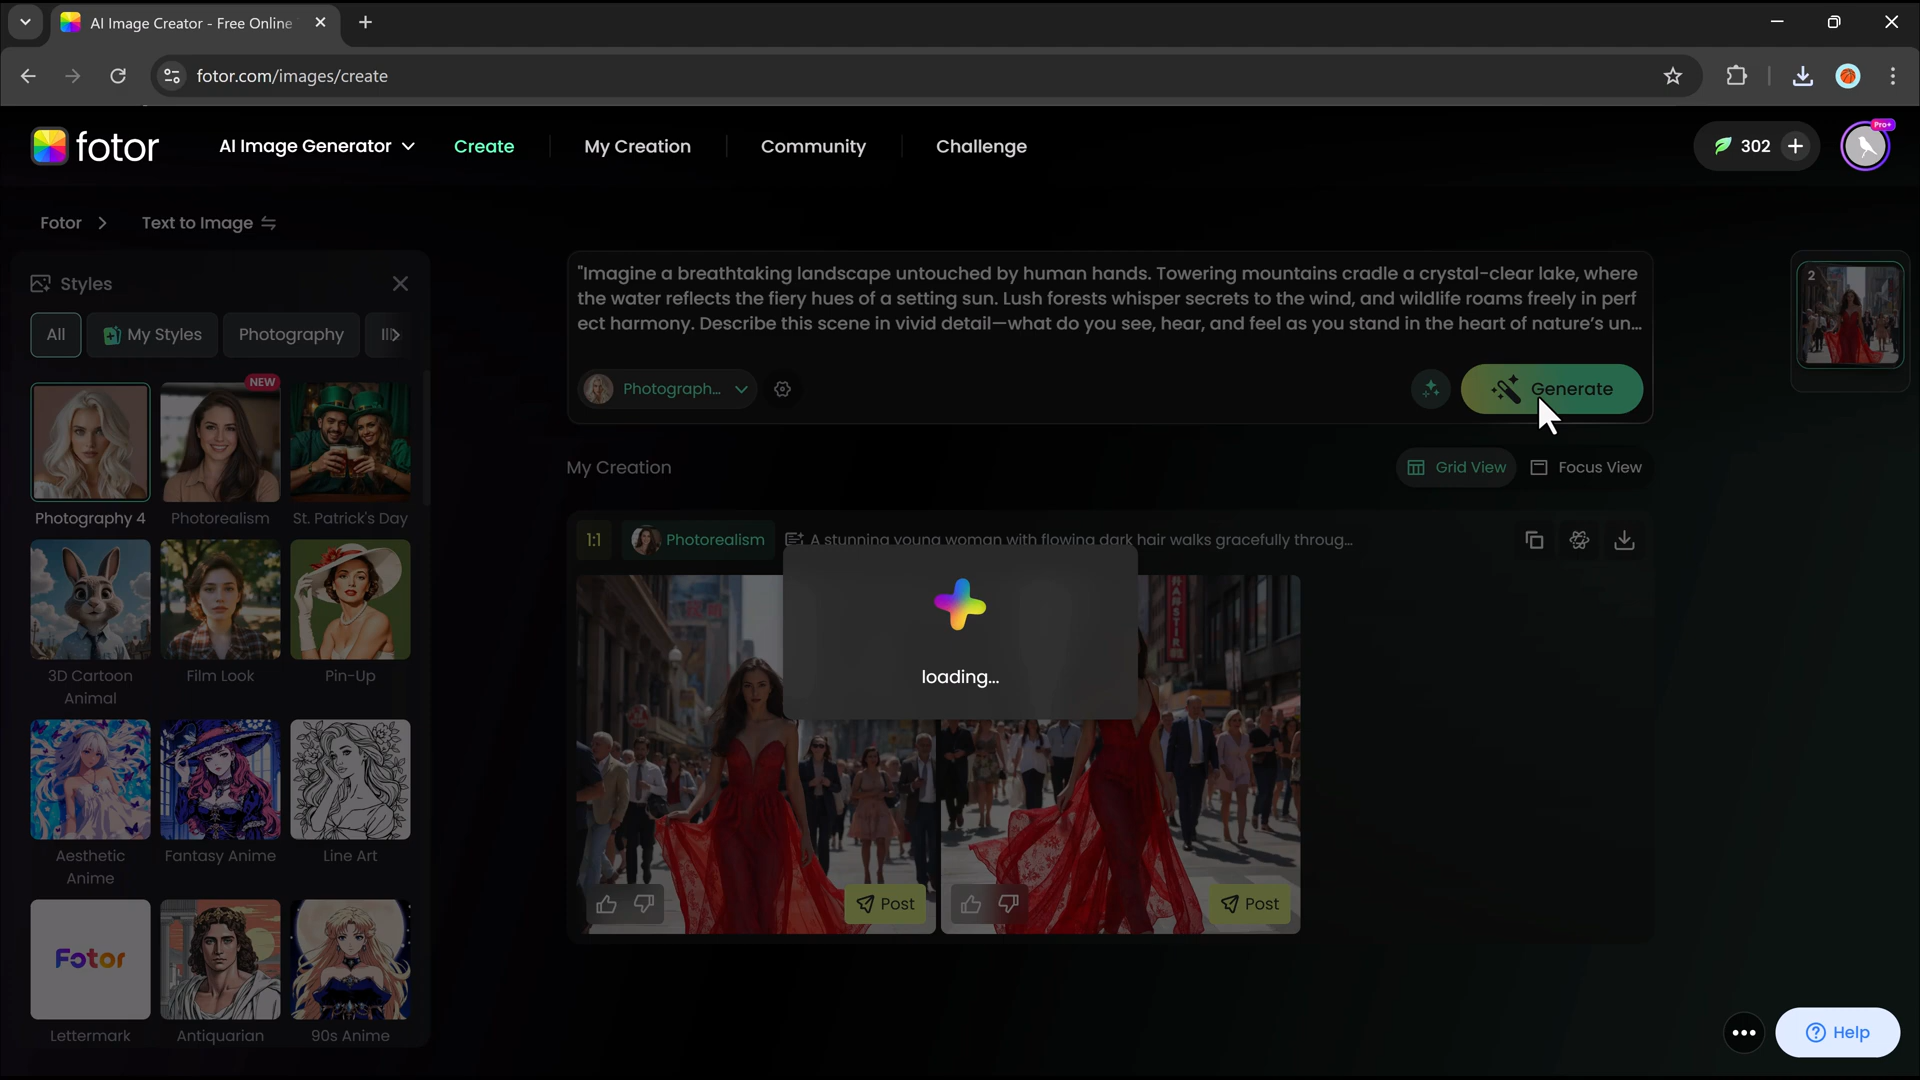 AI Image Creator - Free Online
fotor.com/images/create
fotor
AI Image Generator
Create
My Creation
Community
Challenge
302
Pro+
Fotor
Text to Image
Styles
All
My Styles
Photography
Ill
"Imagine a breathtaking landscape untouched by human hands. Towering mountains cradle a crystal-clear lake, where
the water reflects the fiery hues of a setting sun. Lush forests whisper secrets to the wind, and wildlife roams freely in perf
ect harmony. Describe this scene in vivid detail—what do you see, hear, and feel as you stand in the heart of nature's un...
2
Photograph...
Generate
NEW
Photography 4
Photorealism
St. Patrick's Day
My Creation
Grid View
Focus View
1:1
Photorealism
A stunning young woman with flowing dark hair walks gracefully throug...
loading...
3D Cartoon
Animal
Film Look
Pin-Up
Aesthetic
Anime
Fantasy Anime
Line Art
Post
Post
Fotor
Lettermark
Antiquarian
90s Anime
Help